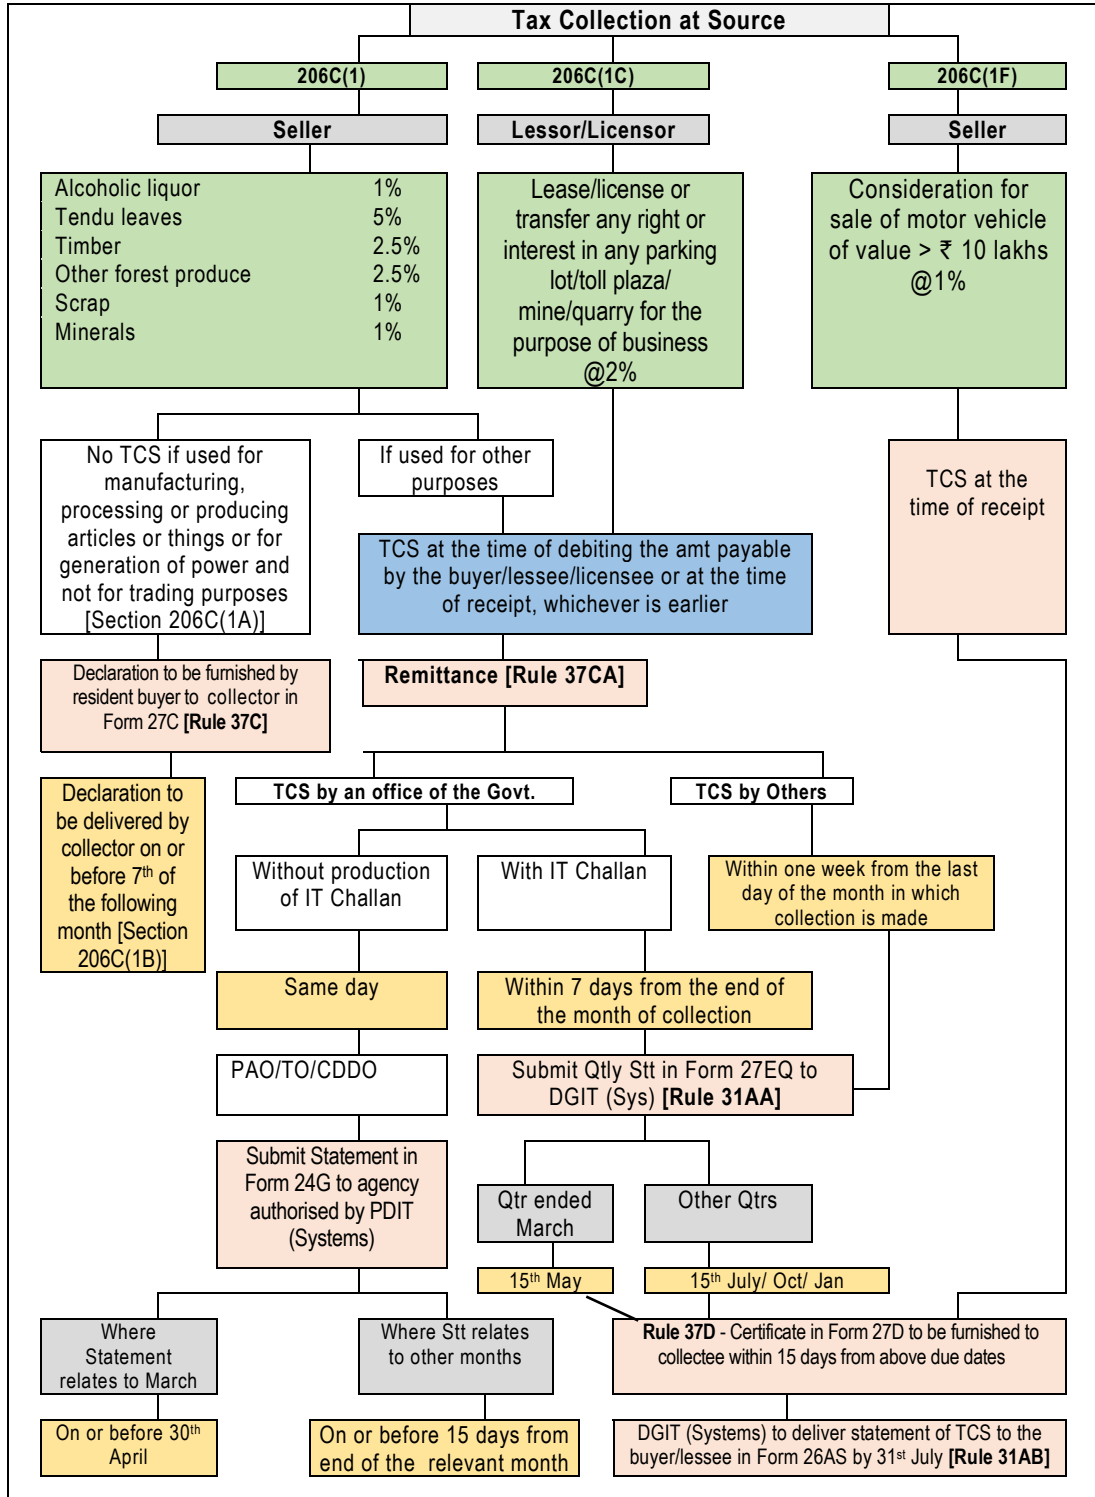 Tax Collection at Source
206C(1)
206C(1C)
206C(1F)
Seller
Lessor/Licensor
Seller
Alcoholic liquor 1%
Tendu leaves 5%
Timber 2.5%
Other forest produce 2.5%
Scrap 1%
Minerals 1%
Lease/license or
transfer any right or
interest in any parking
lot/toll plaza/
mine/quarry for the
purpose of business
@2%
Consideration for
sale of motor vehicle
of value > ₹ 10 lakhs
@1%
No TCS if used for
manufacturing,
processing or producing
articles or things or for
generation of power and
not for trading purposes
[Section 206C(1A)]
If used for other
purposes
TCS at the
time of receipt
TCS at the time of debiting the amt payable
by the buyer/lessee/licensee or at the time
of receipt, whichever is earlier
Declaration to be furnished by
resident buyer to collector in
Form 27C [Rule 37C]
Remittance [Rule 37CA]
Declaration to
be delivered by
collector on or
before 7th of
the following
month [Section
206C(1B)]
TCS by an office of the Govt.
TCS by Others
Without production
of IT Challan
With IT Challan
Within one week from the last
day of the month in which
collection is made
Same day
Within 7 days from the end of
the month of collection
PAO/TO/CDDO
Submit Qtly Stt in Form 27EQ to
DGIT (Sys) [Rule 31AA]
Submit Statement in
Form 24G to agency
authorised by PDIT
(Systems)
Qtr ended
March
Other Qtrs
15th May
15th July/ Oct/ Jan
Where
Statement
relates to March
Where Stt relates
to other months
Rule 37D - Certificate in Form 27D to be furnished to
collectee within 15 days from above due dates
On or before 30th
April
On or before 15 days from
end of the relevant month
DGIT (Systems) to deliver statement of TCS to the
buyer/lessee in Form 26AS by 31st July [Rule 31AB]